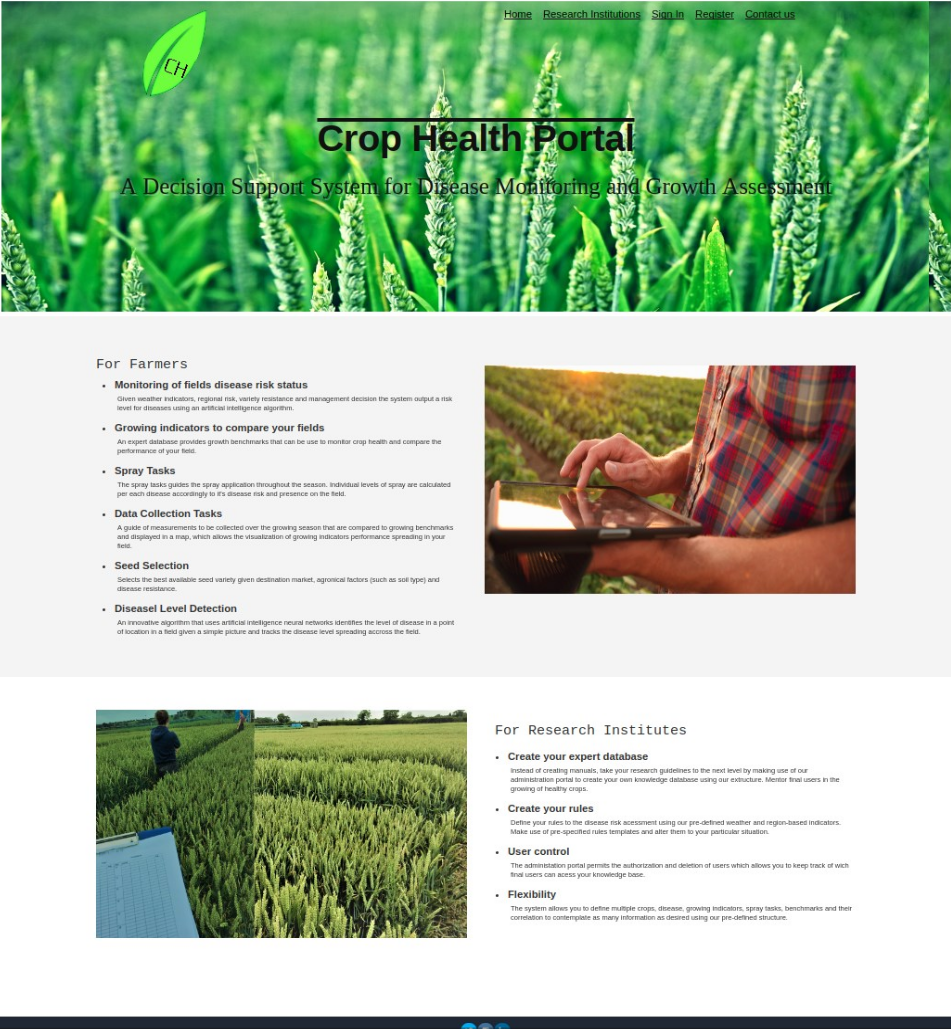 Home Research Institutions Sign In Register Contact us
CH
Crop Health Portal
A Decision Support System for Disease Monitoring and Growth Assessment
For Farmers
• Monitoring of fields disease risk status
Given weather indicators, regional risk, variety resistance and management decision the system output a risk
level for diseases using an artificial intelligence algorithm.
• Growing indicators to compare your fields
An expert database provides growth benchmarks that can be use to monitor crop health and compare the
performance of your field.
• Spray Tasks
The spray tasks guides the spray application throughout the season. Individual levels of spray are calculated
per each disease accordingly to it's disease risk and presence on the field.
• Data Collection Tasks
A guide of measurements to be collected over the growing season that are compared to growing benchmarks
and displayed in a map, which allows the visualization of growing indicators performance spreading in your
field.
• Seed Selection
Selects the best available seed variety given destination market, agronical factors (such as soil type) and
disease resistance.
• Diseasel Level Detection
An innovative algorithm that uses artificial intelligence neural networks identifies the level of disease in a point
of location in a field given a simple picture and tracks the disease level spreading accross the field.
For Research Institutes
• Create your expert database
Instead of creating manuals, take your research guidelines to the next level by making use of our
administration portal to create your own knowledge database using our extructure. Mentor final users in the
growing of healthy crops.
• Create your rules
Define your rules to the disease risk acessment using our pre-defined weather and region-based indicators.
Make use of pre-specified rules templates and alter them to your particular situation.
• User control
The administation portal permits the authorization and deletion of users which allows you to keep track of wich
final users can acess your knowledge base.
• Flexibility
The system allows you to define multiple crops, disease, growing indicators, spray tasks, benchmarks and their
correlation to contemplate as many information as desired using our pre-defined structure.